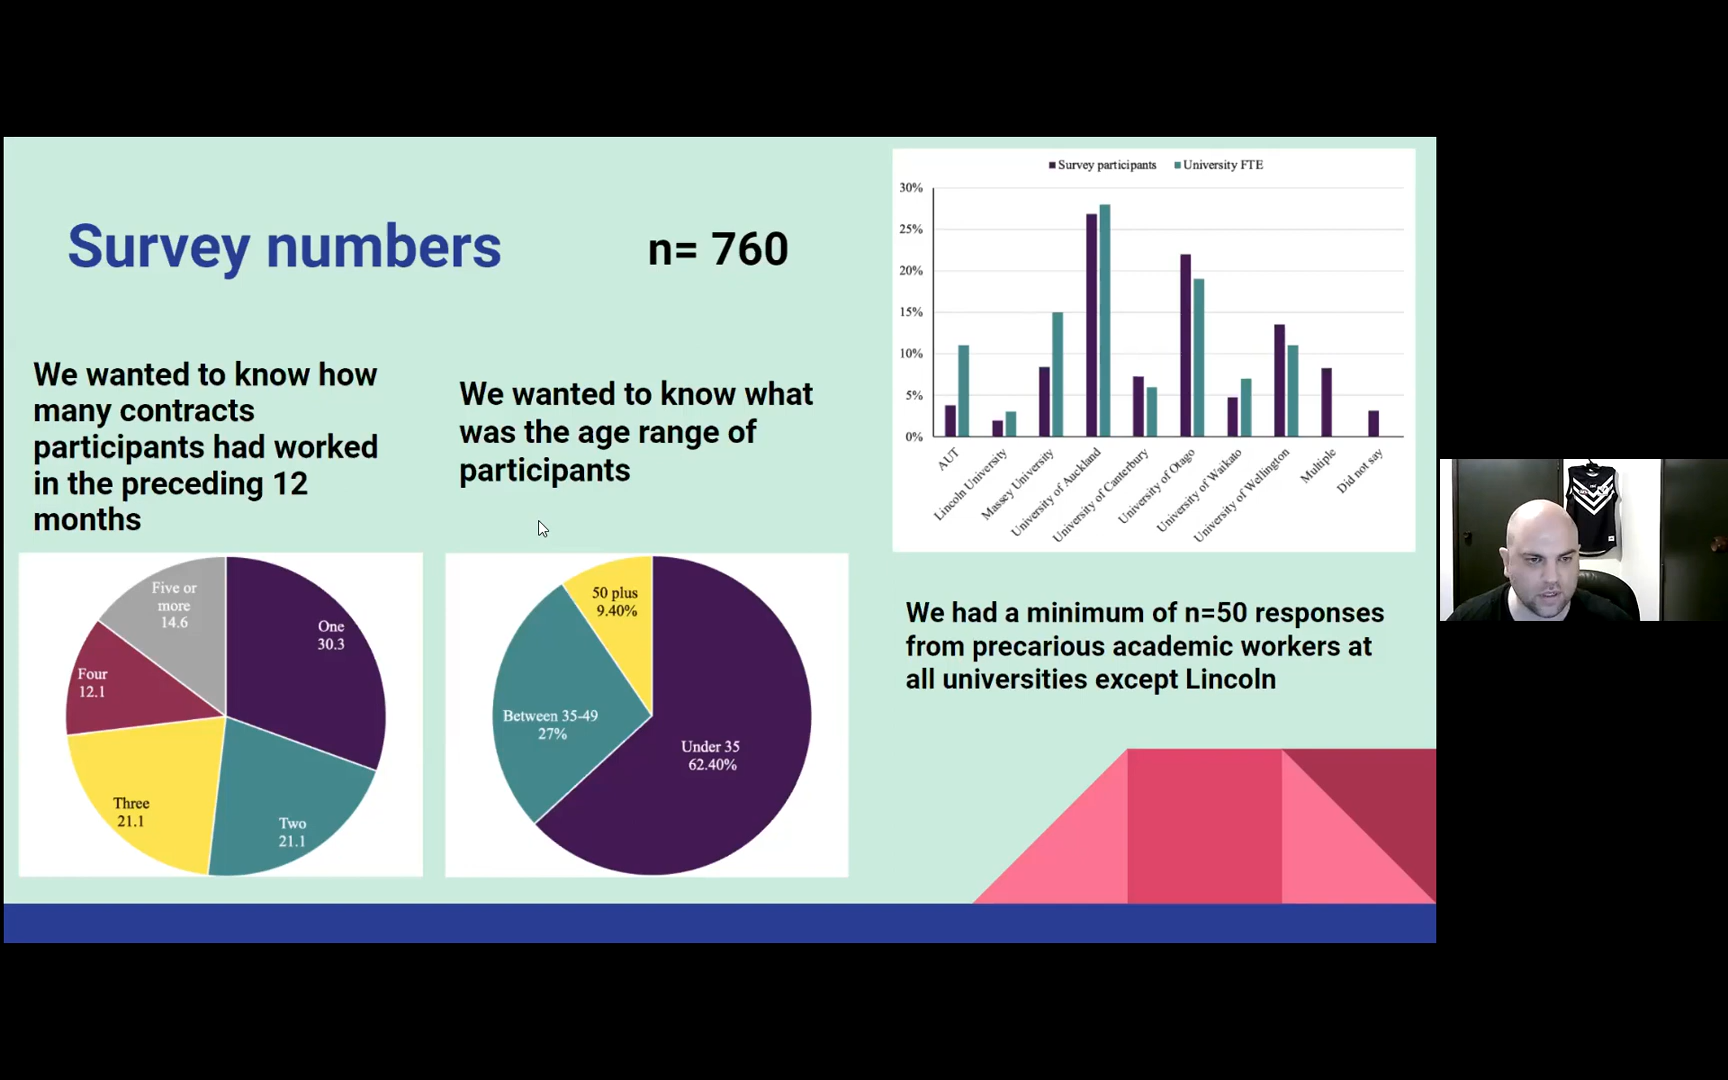 Survey numbers
n= 760
We wanted to know how
many contracts
participants had worked
in the preceding 12
months
Five or
more
14.6
One
30.3
Four
12.1
Three
21.1
Two
21.1
We wanted to know what
was the age range of
participants
50 plus
9.40%
Between 35-49
27%
Under 35
62.40%
Survey participants
University FTE
30%
25%
20%
15%
10%
5%
0%
AUT
Lincoln University
Massey University
University of Auckland
University of Canterbury
University of Otago
University of Waikato
University of Wellington
Multiple
Did not say
We had a minimum of n=50 responses
from precarious academic workers at
all universities except Lincoln